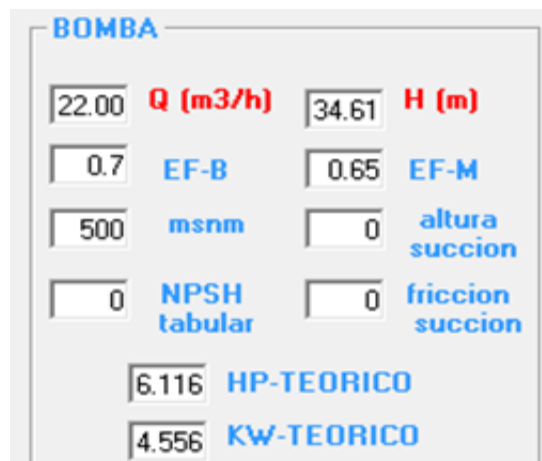 BOMBA
22.00 Q (m3/h) 34.61 H (m)
0.7 EF-B 0.65 EF-M
500 msnm 0 altura
succion
0 NPSH 0 friccion
tabular succion
6.116 HP-TEORICO
4.556 KW-TEORICO